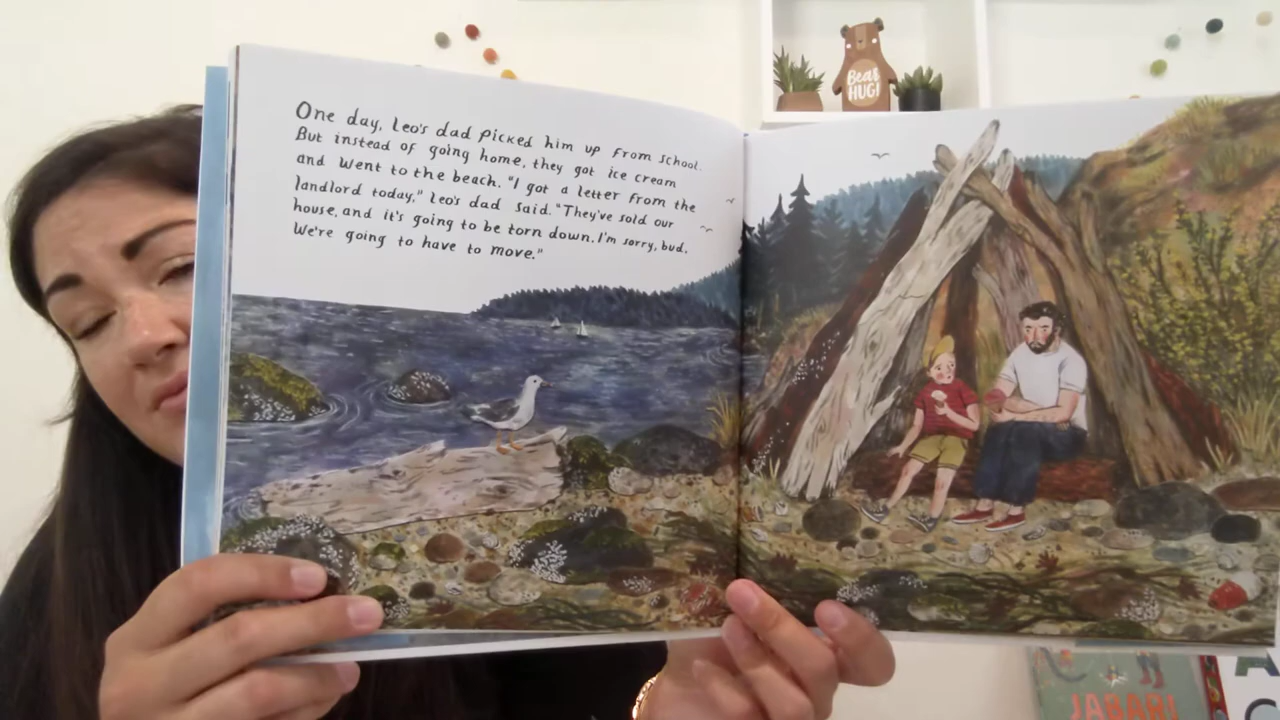 One day, Leo's dad picked him up from school.
But instead of going home, they got ice cream
and went to the beach. "I got a letter from the
landlord today," Leo's dad said. "They've sold our
house, and it's going to be torn down. I'm sorry, bud.
We're going to have to move."
Bear
HUG!
JABARI